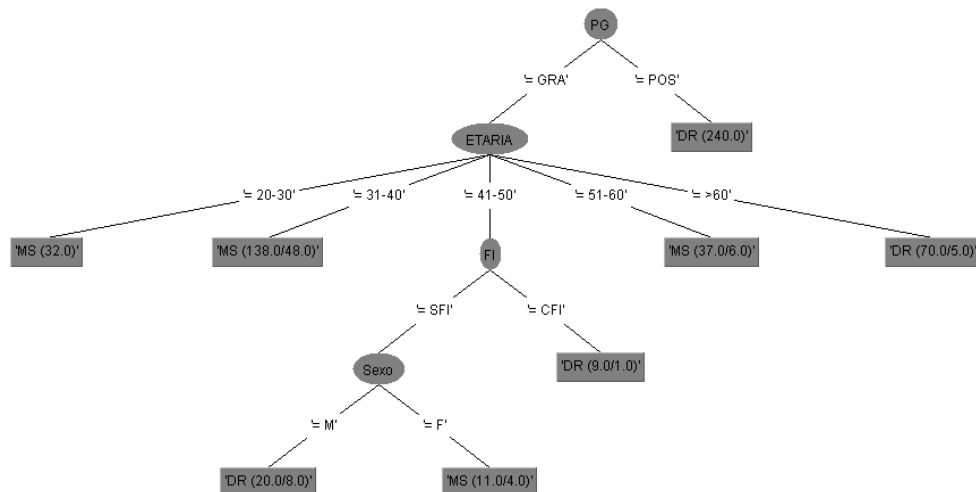 PG
'= GRA'
'= POS'
ETARIA
'DR (240.0)'
'= 20-30'
'= 31-40'
'= 41-50'
'= 51-60'
'= >60'
'MS (32.0)'
'MS (138.0/48.0)'
FI
'MS (37.0/6.0)'
'DR (70.0/5.0)'
'= SFI'
'= CFI'
Sexo
'DR (9.0/1.0)'
'= M'
'= F'
'DR (20.0/8.0)'
'MS (11.0/4.0)'